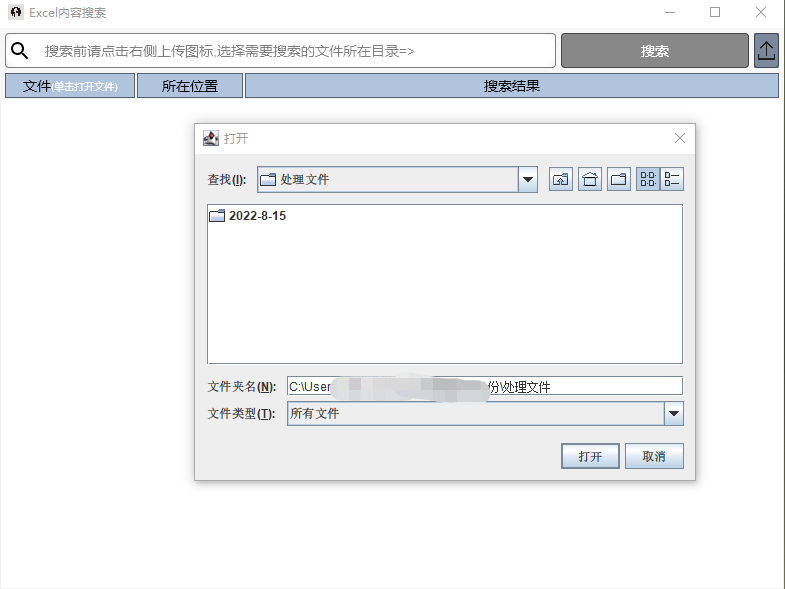 Excel内容搜索
搜索前请点击右侧上传图标,选择需要搜索的文件所在目录=>
搜索
文件(单击打开文件)
所在位置
搜索结果
打开
查找(I):
处理文件
2022-8-15
文件夹名(N):
C:\User
份\处理文件
文件类型(T):
所有文件
打开
取消